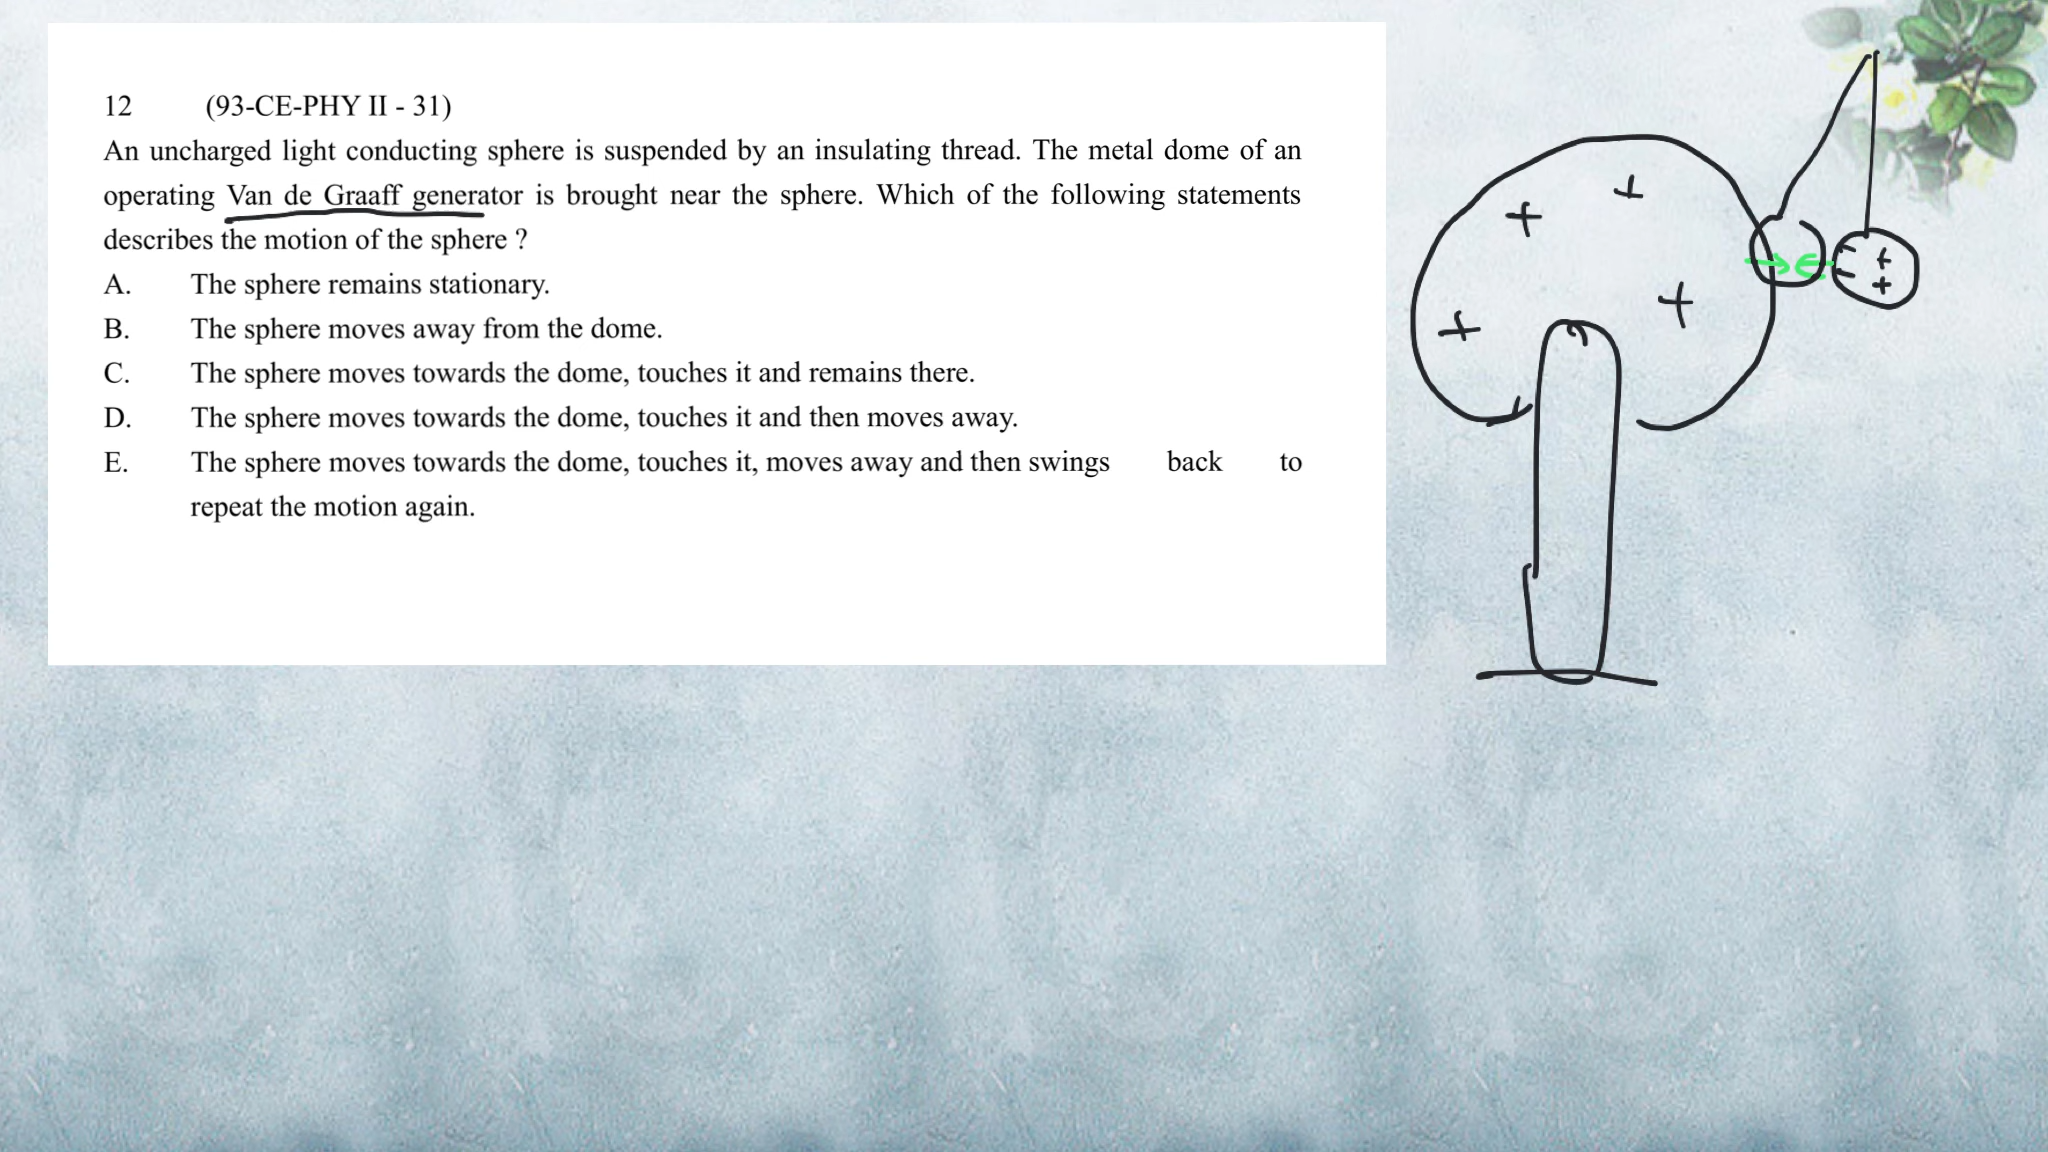 12 (93-CE-PHY II - 31)
An uncharged light conducting sphere is suspended by an insulating thread. The metal dome of an
operating Van de Graaff generator is brought near the sphere. Which of the following statements
describes the motion of the sphere ?
A. The sphere remains stationary.
B. The sphere moves away from the dome.
C. The sphere moves towards the dome, touches it and remains there.
D. The sphere moves towards the dome, touches it and then moves away.
E. The sphere moves towards the dome, touches it, moves away and then swings back to
repeat the motion again.
+ +
- +
- +
+
+